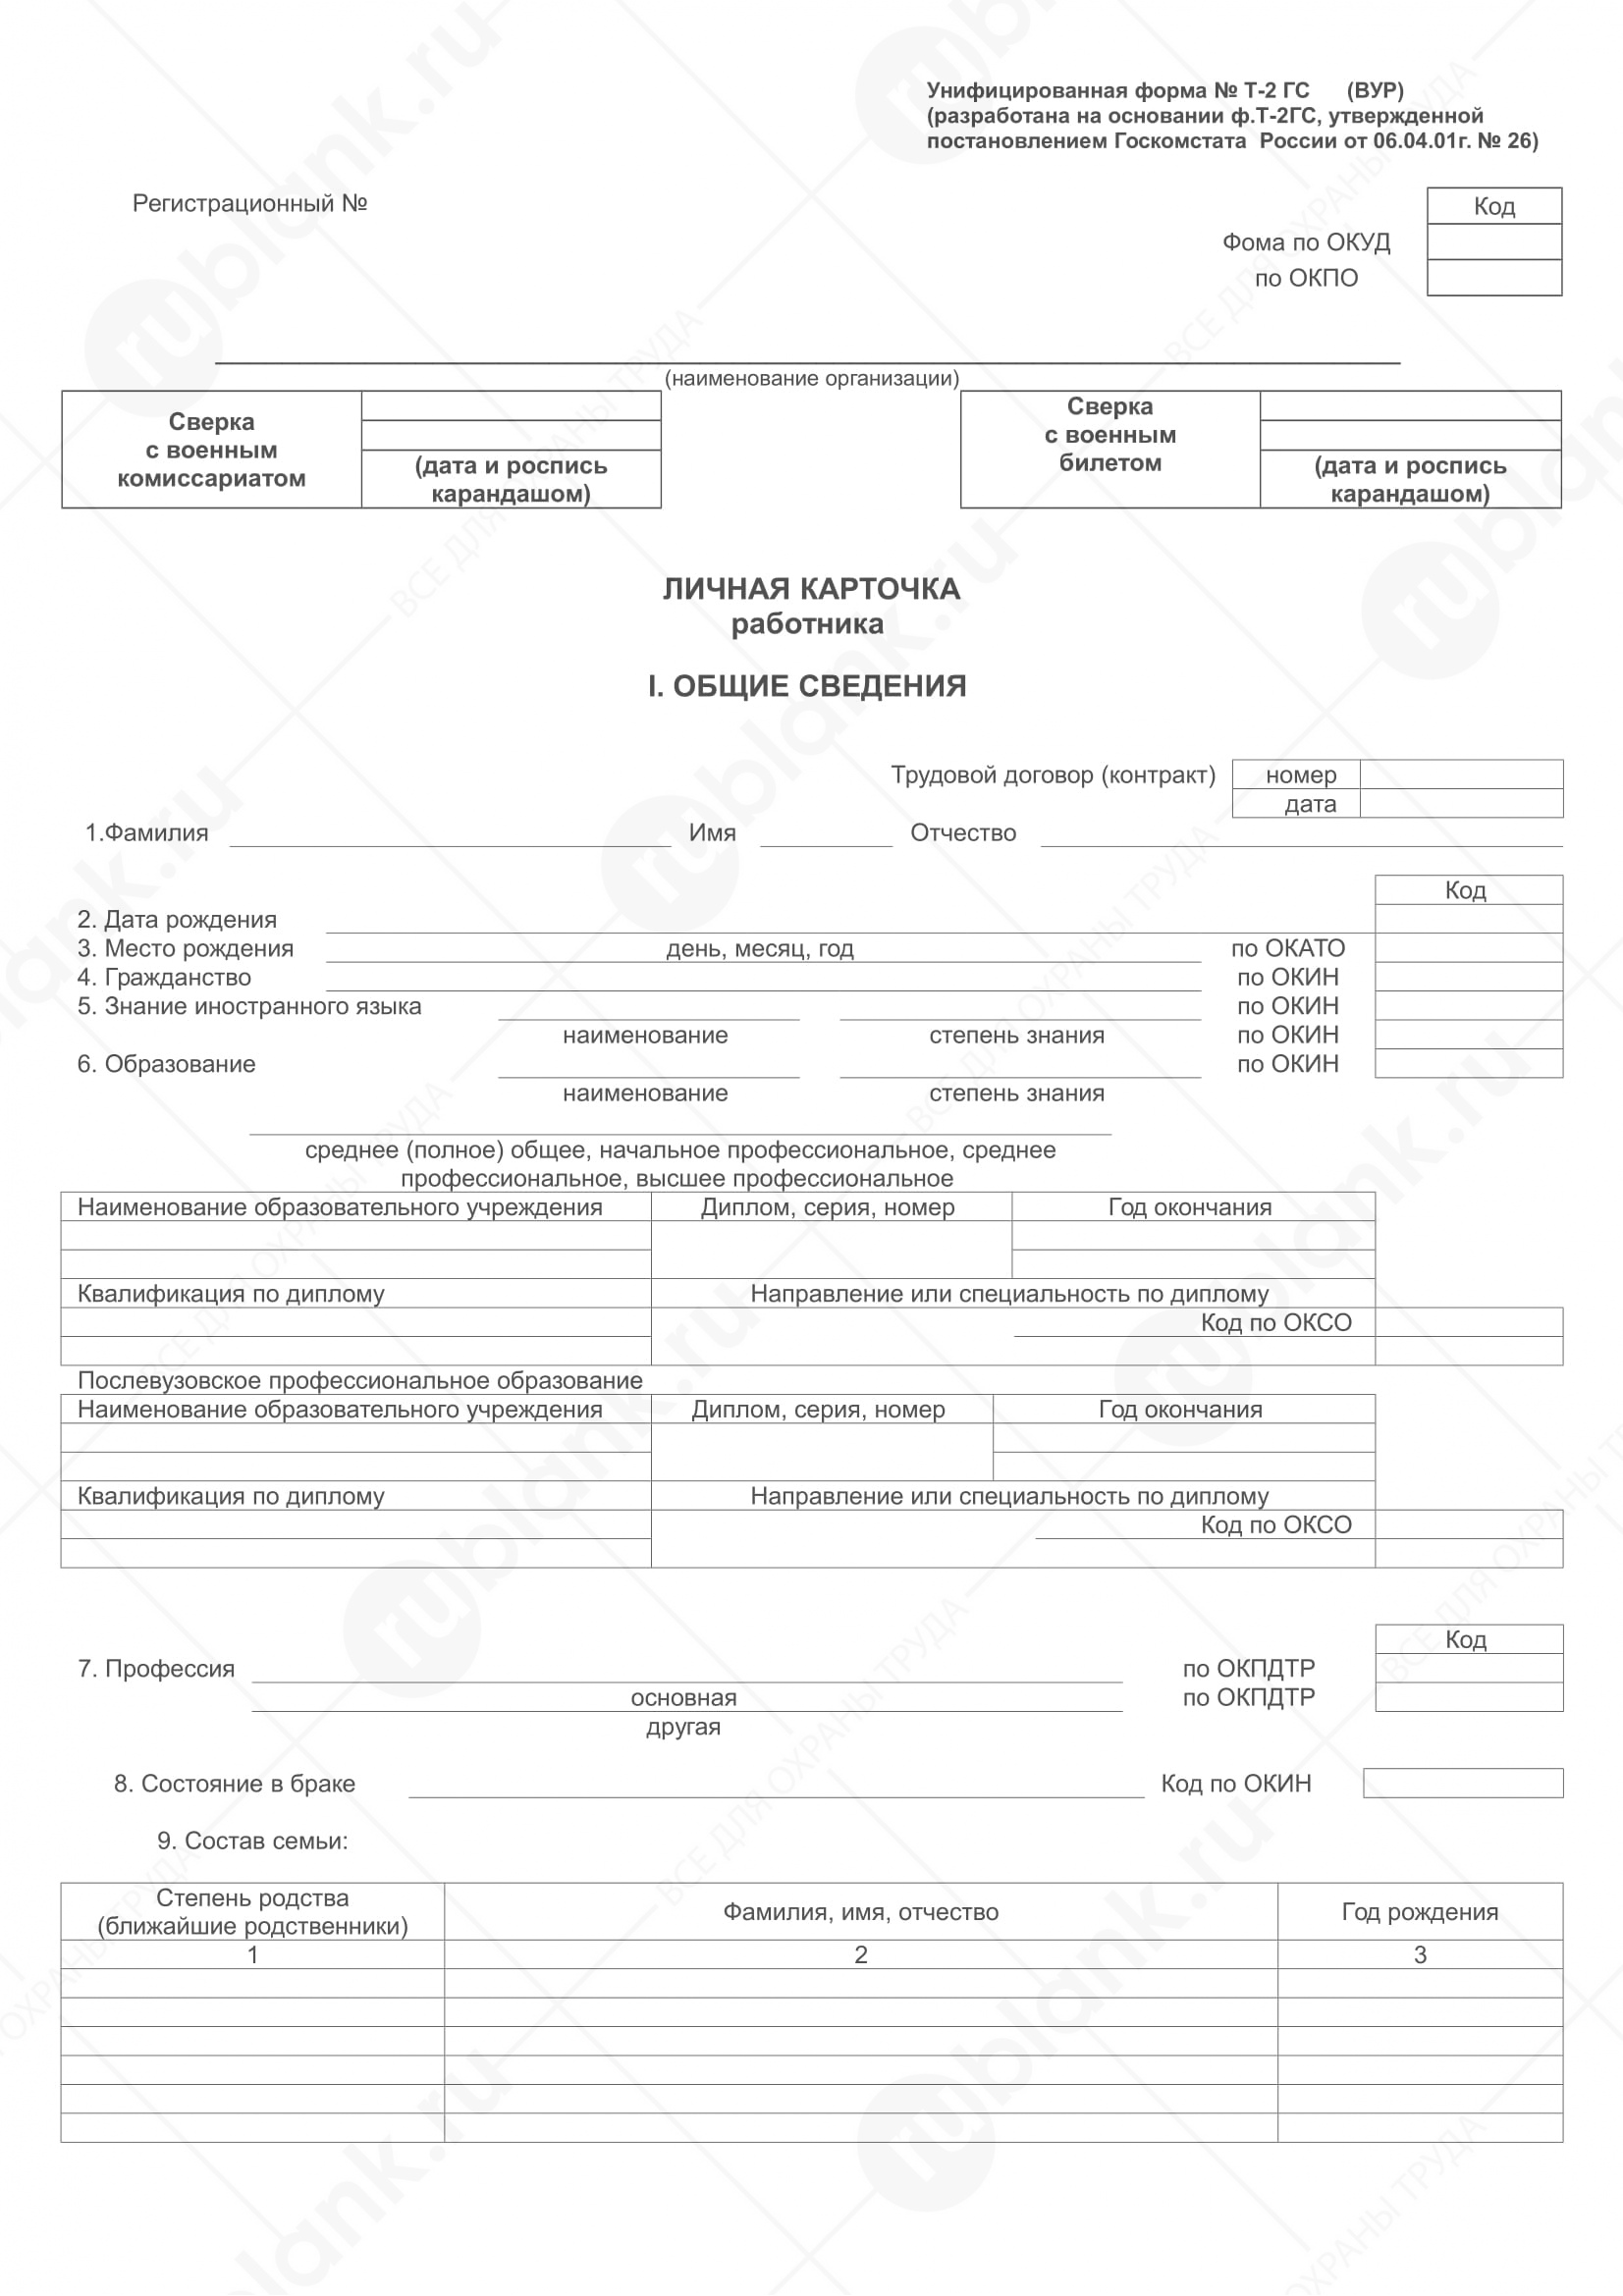 Унифицированная форма № Т-2 ГС (ВУР)
(разработана на основании ф.Т-2ГС, утвержденной
постановлением Госкомстата России от 06.04.01г. № 26)
Регистрационный №
Код
Фома по ОКУД
по ОКПО
(наименование организации)
Сверка
с военным
комиссариатом
(дата и роспись
карандашом)
Сверка
с военным
билетом
(дата и роспись
карандашом)
ЛИЧНАЯ КАРТОЧКА
работника
I. ОБЩИЕ СВЕДЕНИЯ
Трудовой договор (контракт) номер
дата
1.Фамилия Имя Отчество
Код
2. Дата рождения
3. Место рождения день, месяц, год по ОКАТО
4. Гражданство по ОКИН
5. Знание иностранного языка по ОКИН
наименование степень знания по ОКИН
6. Образование по ОКИН
наименование степень знания
среднее (полное) общее, начальное профессиональное, среднее
профессиональное, высшее профессиональное
Наименование образовательного учреждения Диплом, серия, номер Год окончания
Квалификация по диплому Направление или специальность по диплому
Код по ОКСО
Послевузовское профессиональное образование
Наименование образовательного учреждения Диплом, серия, номер Год окончания
Квалификация по диплому Направление или специальность по диплому
Код по ОКСО
Код
7. Профессия по ОКПДТР
основная по ОКПДТР
другая
8. Состояние в браке Код по ОКИН
9. Состав семьи:
Степень родства
(ближайшие родственники)
Фамилия, имя, отчество
Год рождения
1 2 3
rublank.ru
ВСЕ ДЛЯ ОХРАНЫ ТРУДА